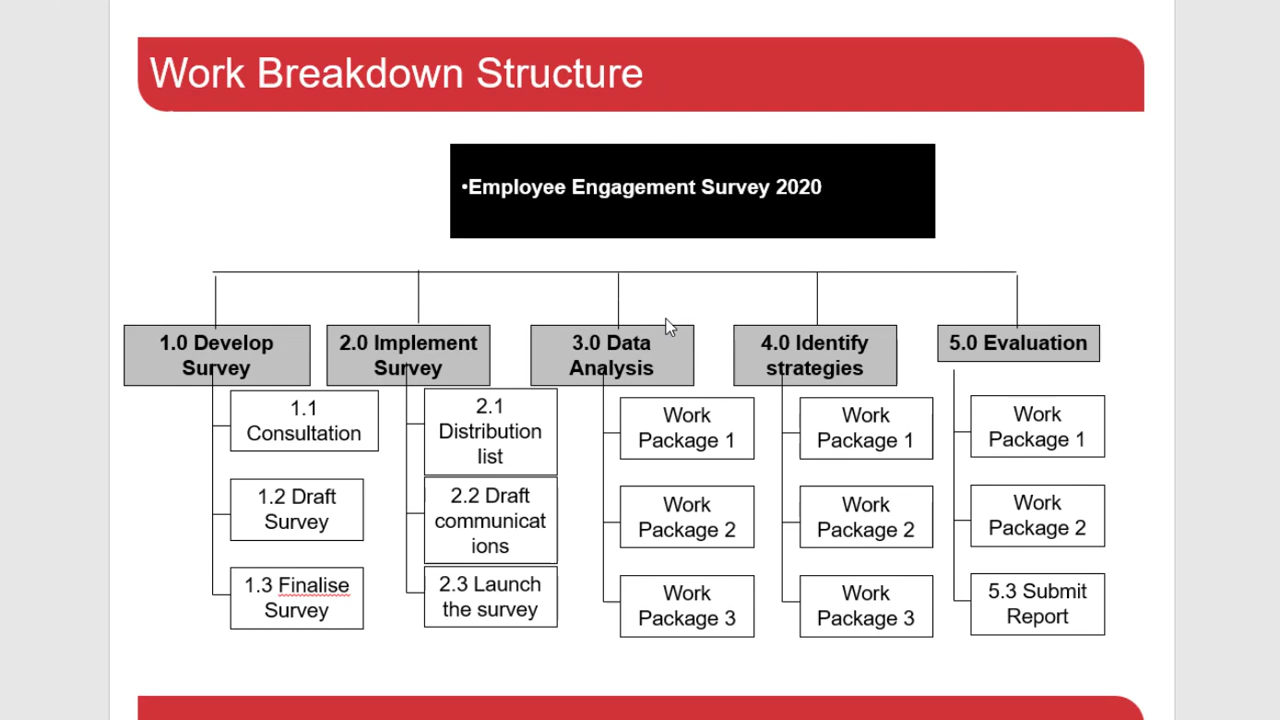 Work Breakdown Structure
•Employee Engagement Survey 2020
1.0 Develop
Survey
1.1
Consultation
1.2 Draft
Survey
1.3 Finalise
Survey
2.0 Implement
Survey
2.1
Distribution
list
2.2 Draft
communicat
ions
2.3 Launch
the survey
3.0 Data
Analysis
Work
Package 1
Work
Package 2
Work
Package 3
4.0 Identify
strategies
Work
Package 1
Work
Package 2
Work
Package 3
5.0 Evaluation
Work
Package 1
Work
Package 2
5.3 Submit
Report